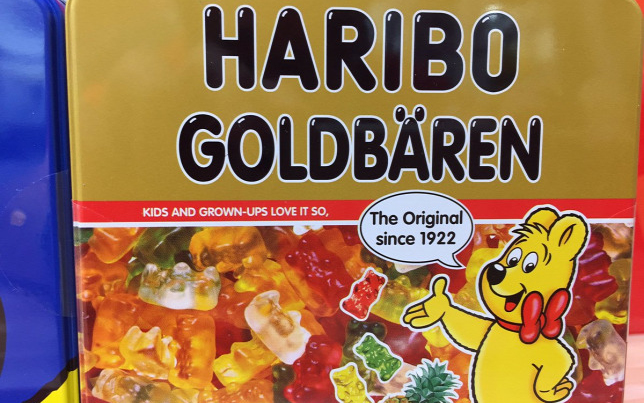 HARIBO
GOLDBÄREN
KIDS AND GROWN-UPS LOVE IT SO,
The Original
since 1922